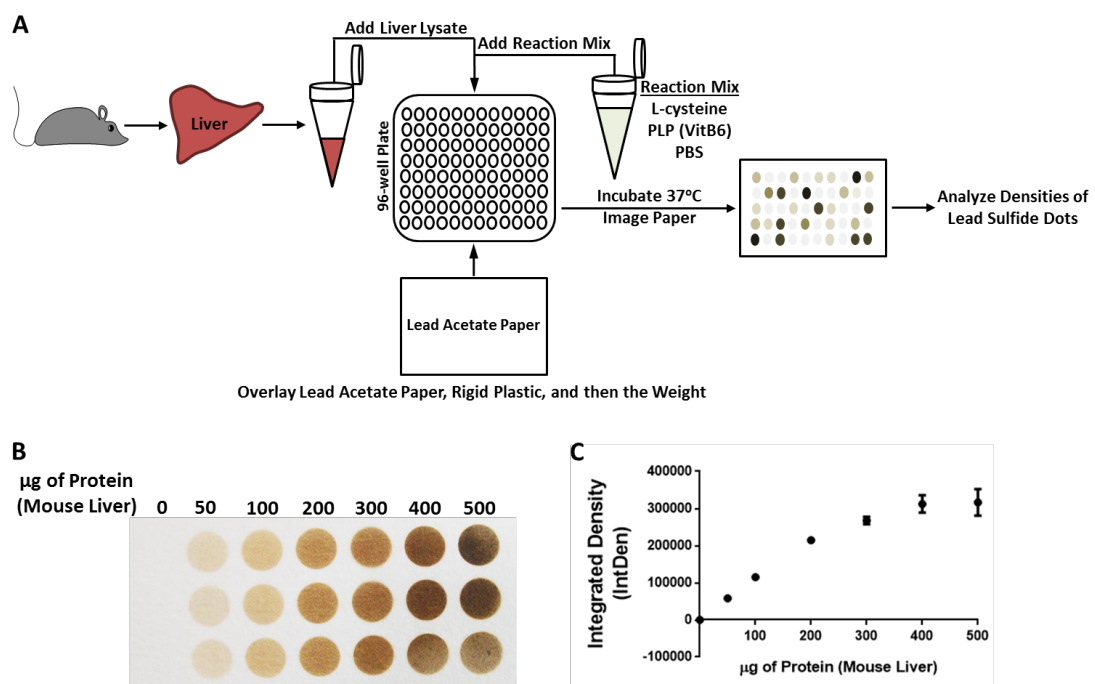 A
Add Liver Lysate
Add Reaction Mix
Liver
96-well Plate
Reaction Mix
L-cysteine
PLP (VitB6)
PBS
Incubate 37°C
Image Paper
Analyze Densities of
Lead Sulfide Dots
Lead Acetate Paper
Overlay Lead Acetate Paper, Rigid Plastic, and then the Weight
B
µg of Protein
(Mouse Liver) 0 50 100 200 300 400 500
C
Integrated Density
(IntDen)
400000
300000
200000
100000
0
-100000
100 200 300 400 500
µg of Protein (Mouse Liver)